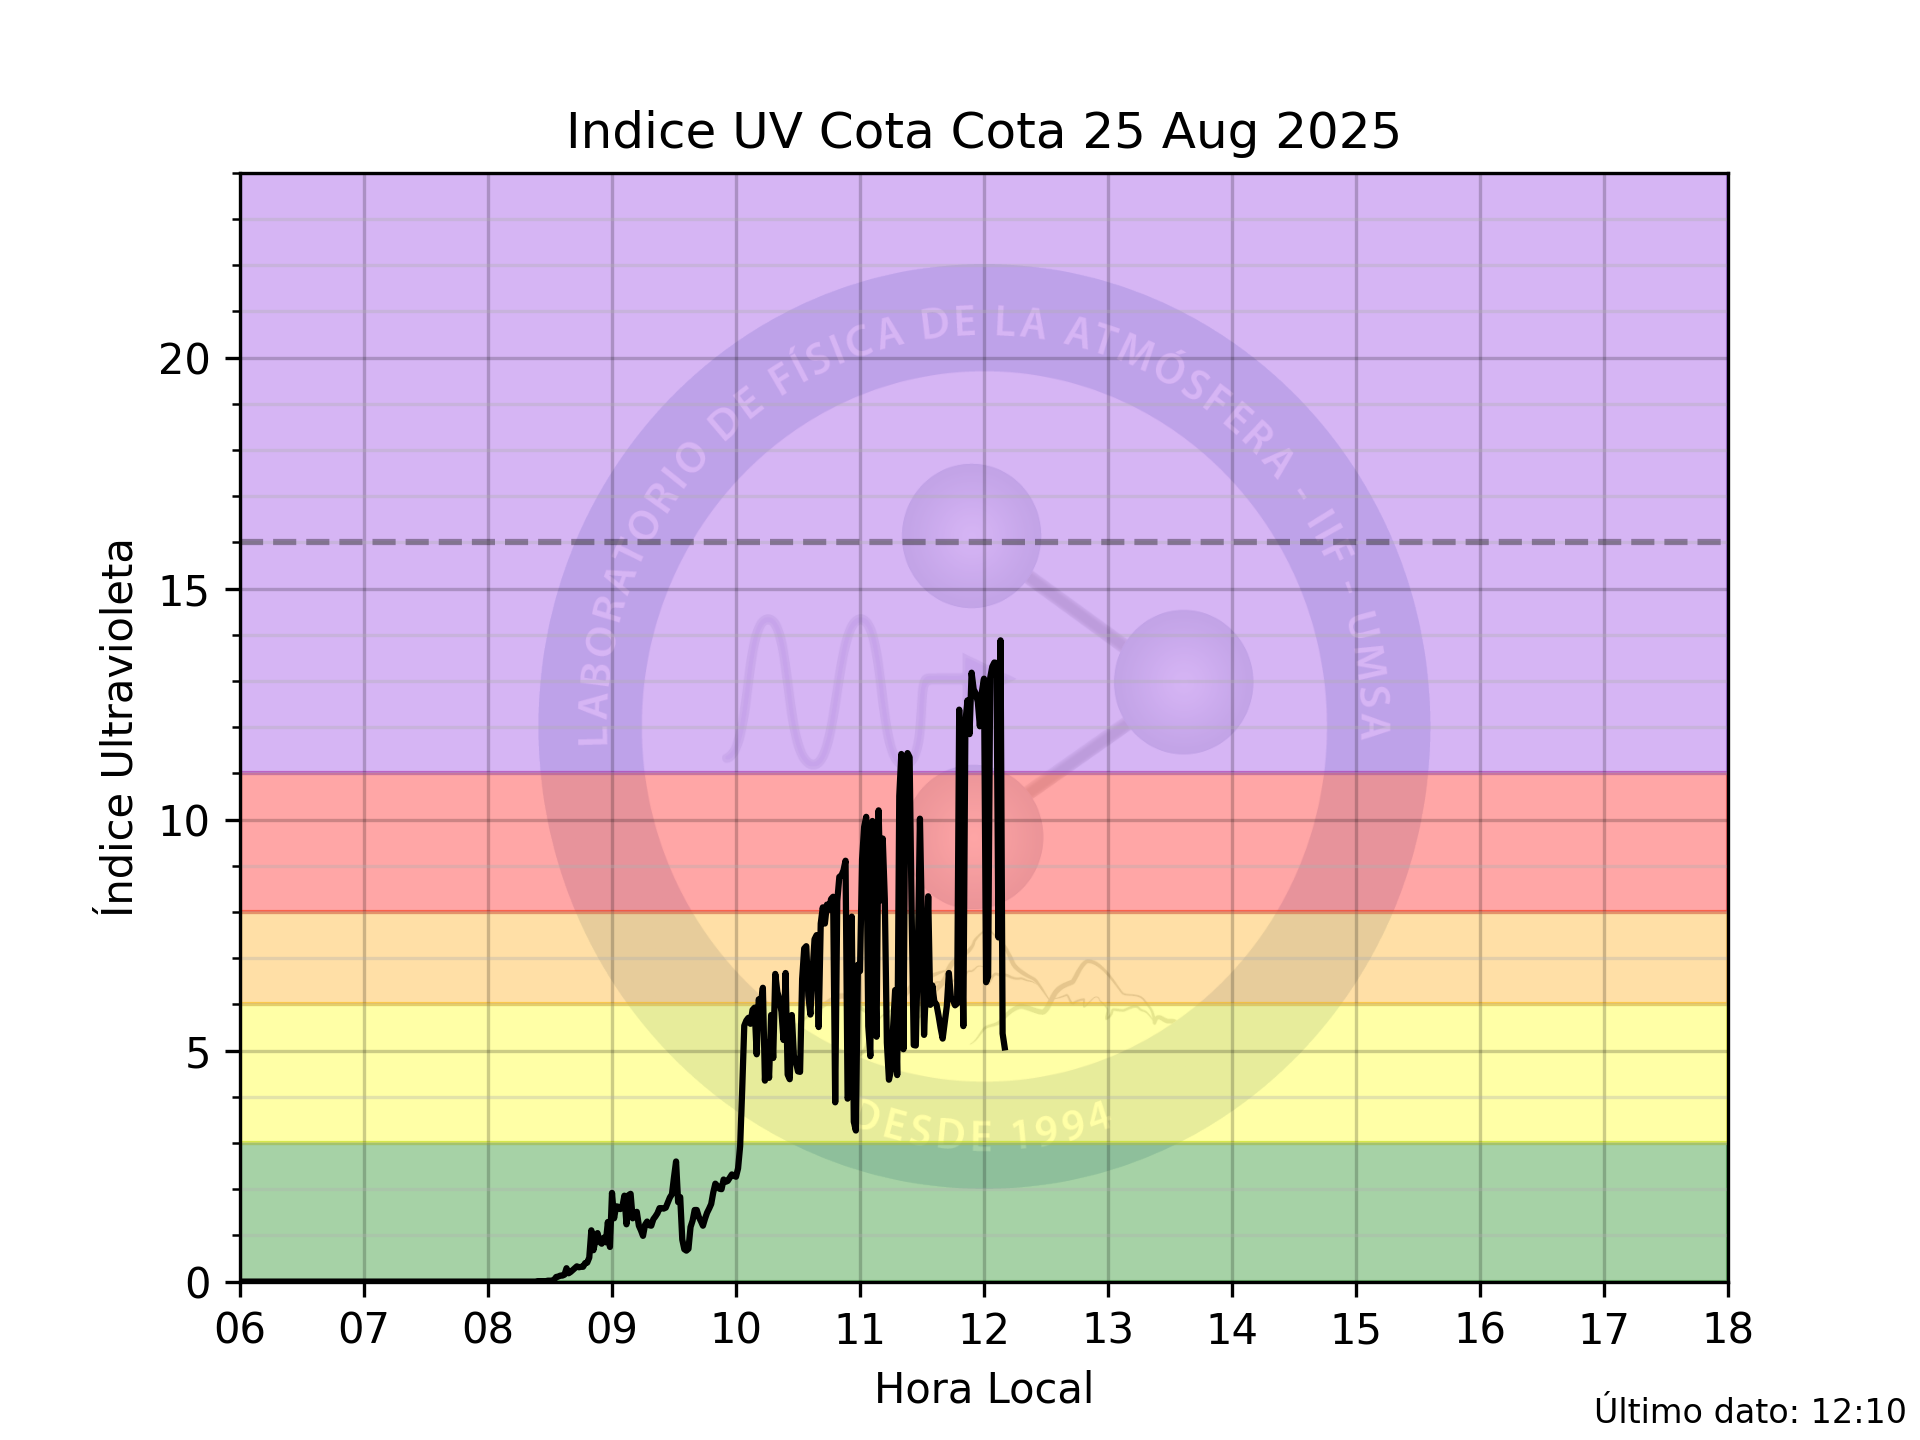 Indice UV Cota Cota 25 Aug 2025
LABORATORIO DE FÍSICA DE LA ATMÓSFERA - IIF - UMSA
DESDE 1994
Índice Ultravioleta
20
15
10
5
0
06 07 08 09 10 11 12 13 14 15 16 17 18
Hora Local
Último dato: 12:10